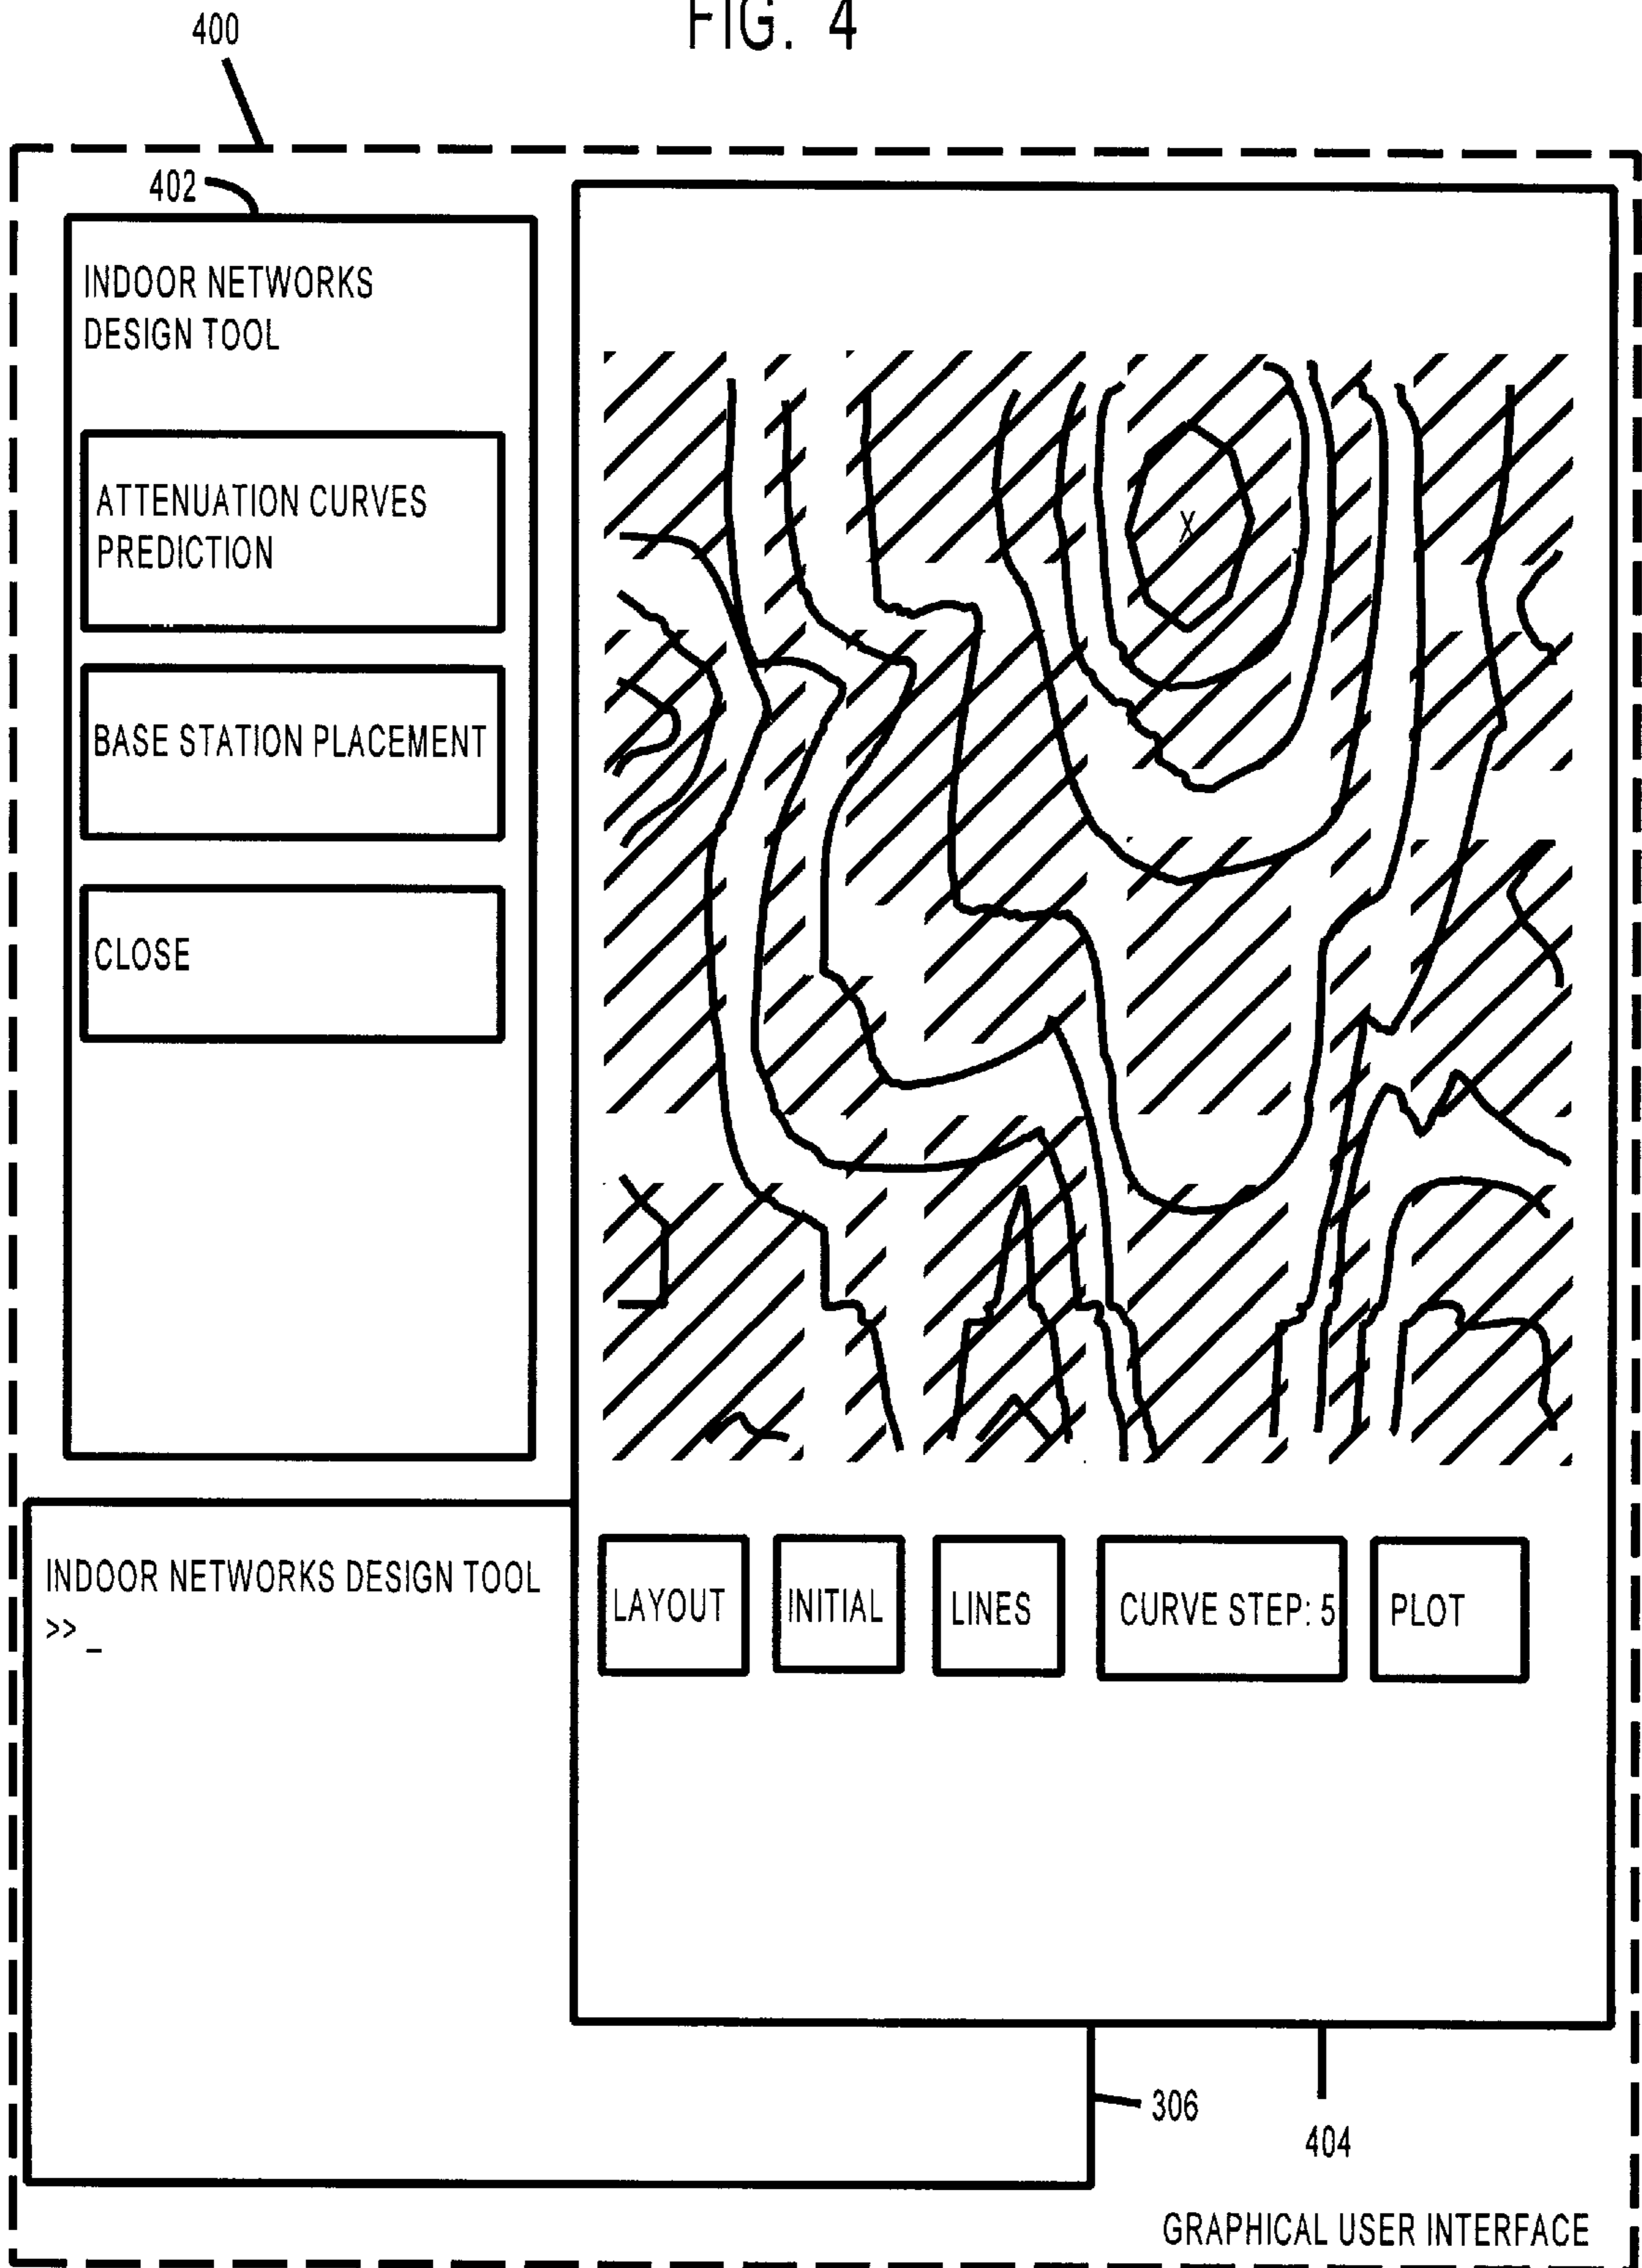 FIG. 4
400
402
INDOOR NETWORKS
DESIGN TOOL
ATTENUATION CURVES
PREDICTION
BASE STATION PLACEMENT
CLOSE
X
LAYOUT
INITIAL
LINES
CURVE STEP: 5
PLOT
INDOOR NETWORKS DESIGN TOOL
>> _
306
404
GRAPHICAL USER INTERFACE